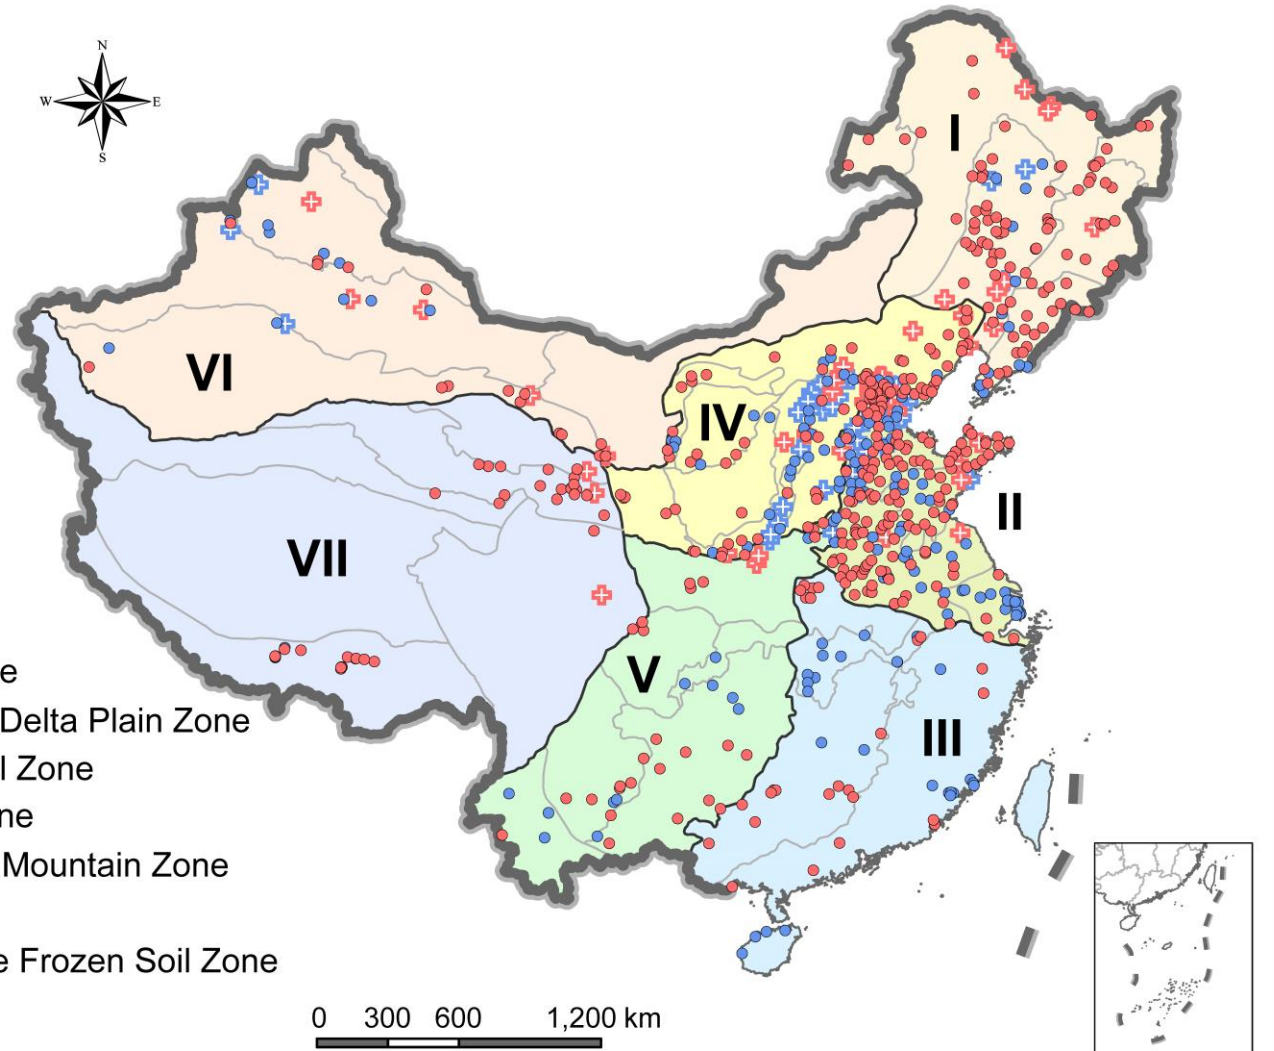 N
W E
S
I
VI
IV
II
VII
V
III
e
Delta Plain Zone
l Zone
ne
Mountain Zone
e Frozen Soil Zone
0 300 600 1,200 km